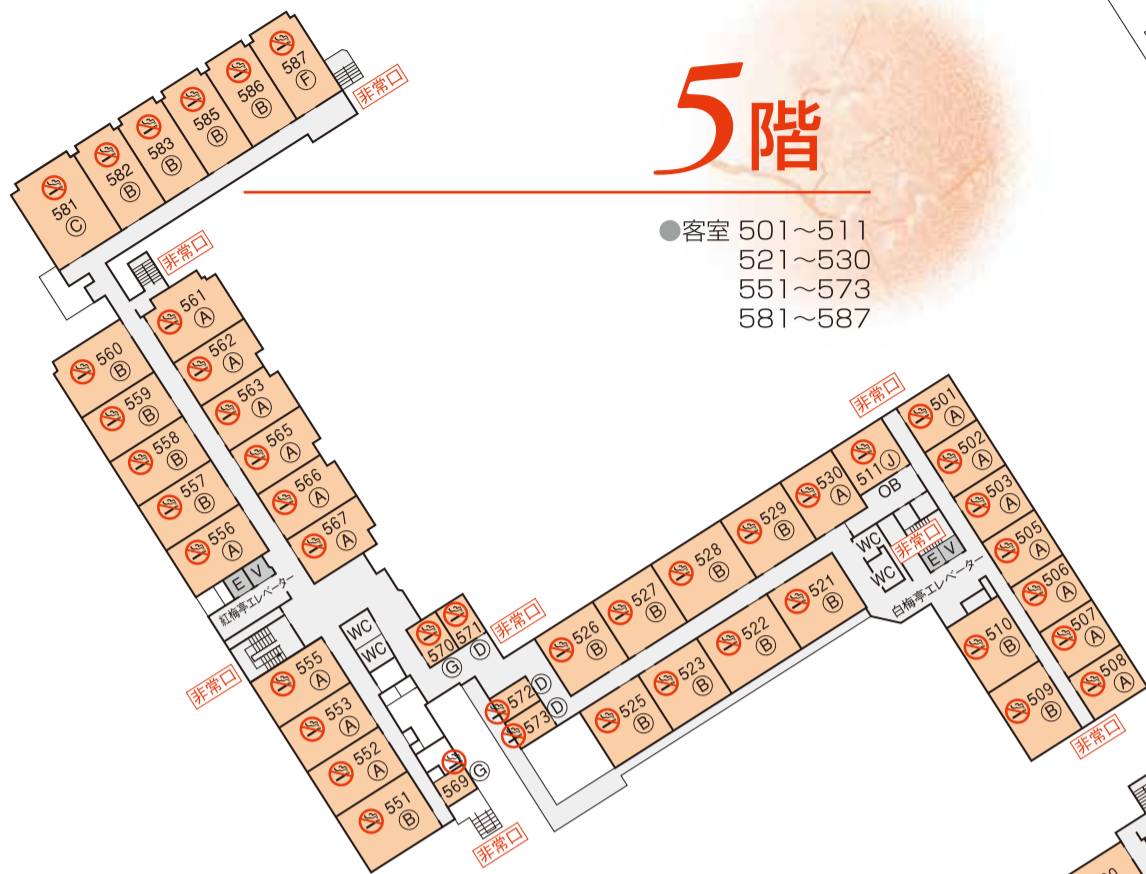 5階
●客室 501～511
521～530
551～573
581～587
587
F
586
B
585
B
583
B
582
B
581
C
非常口
非常口
561
A
562
A
563
A
565
A
566
A
567
A
560
B
559
B
558
B
557
B
556
A
EV
紅梅亭エレベーター
非常口
555
A
553
A
552
A
551
B
WC
WC
570
G
571
D
非常口
572
D
573
D
569
G
非常口
526
B
527
B
528
B
529
B
530
A
511
J
OB
525
B
523
B
522
B
521
B
WC
WC
非常口
EV
白梅亭エレベーター
非常口
501
A
502
A
503
A
505
A
506
A
507
A
508
A
510
B
509
B
非常口